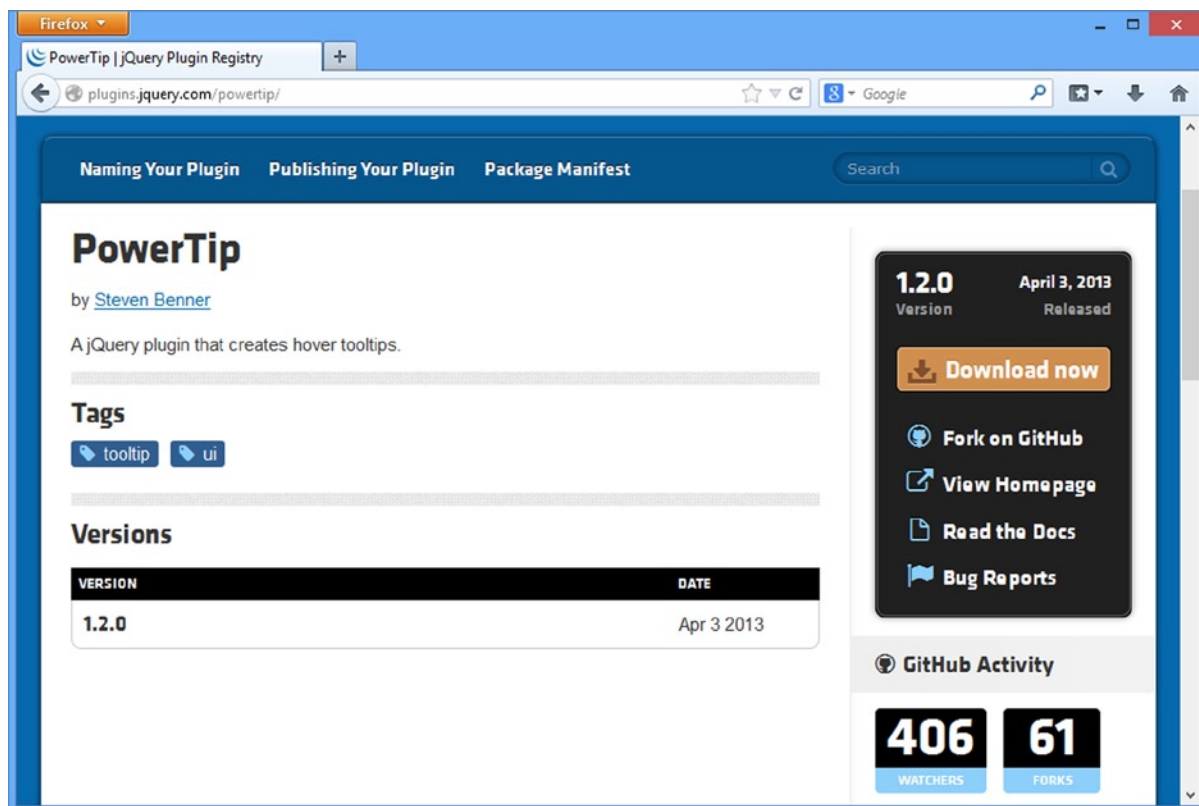 Firefox
PowerTip | jQuery Plugin Registry
plugins.jquery.com/powertip/
Google
Naming Your Plugin
Publishing Your Plugin
Package Manifest
Search
PowerTip
by Steven Benner
A jQuery plugin that creates hover tooltips.
Tags
tooltip
ui
Versions
VERSION DATE
1.2.0 Apr 3 2013
1.2.0 April 3, 2013
Version Released
Download now
Fork on GitHub
View Homepage
Read the Docs
Bug Reports
GitHub Activity
406 61
WATCHERS FORKS